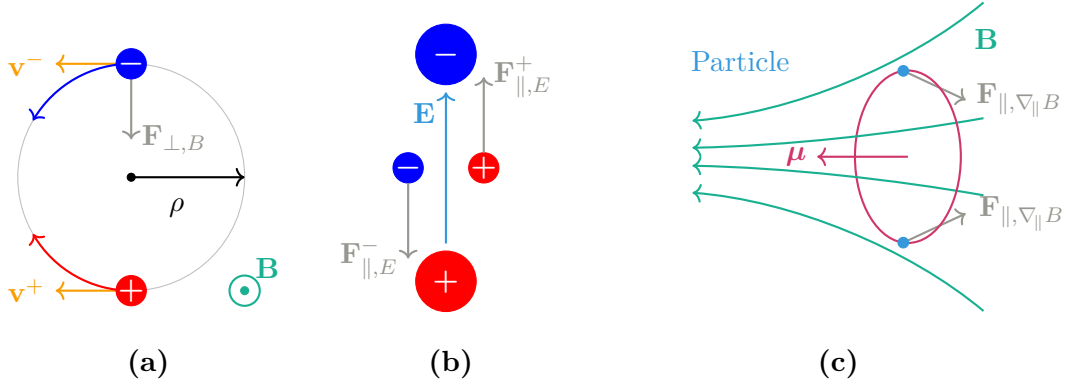 v⁻
−
F⊥,B
ρ
v⁺
+
B
(a)
−
F⁺∥,E
E
−
+
F⁻∥,E
+
(b)
B
Particle
F∥,∇∥B
μ
F∥,∇∥B
(c)